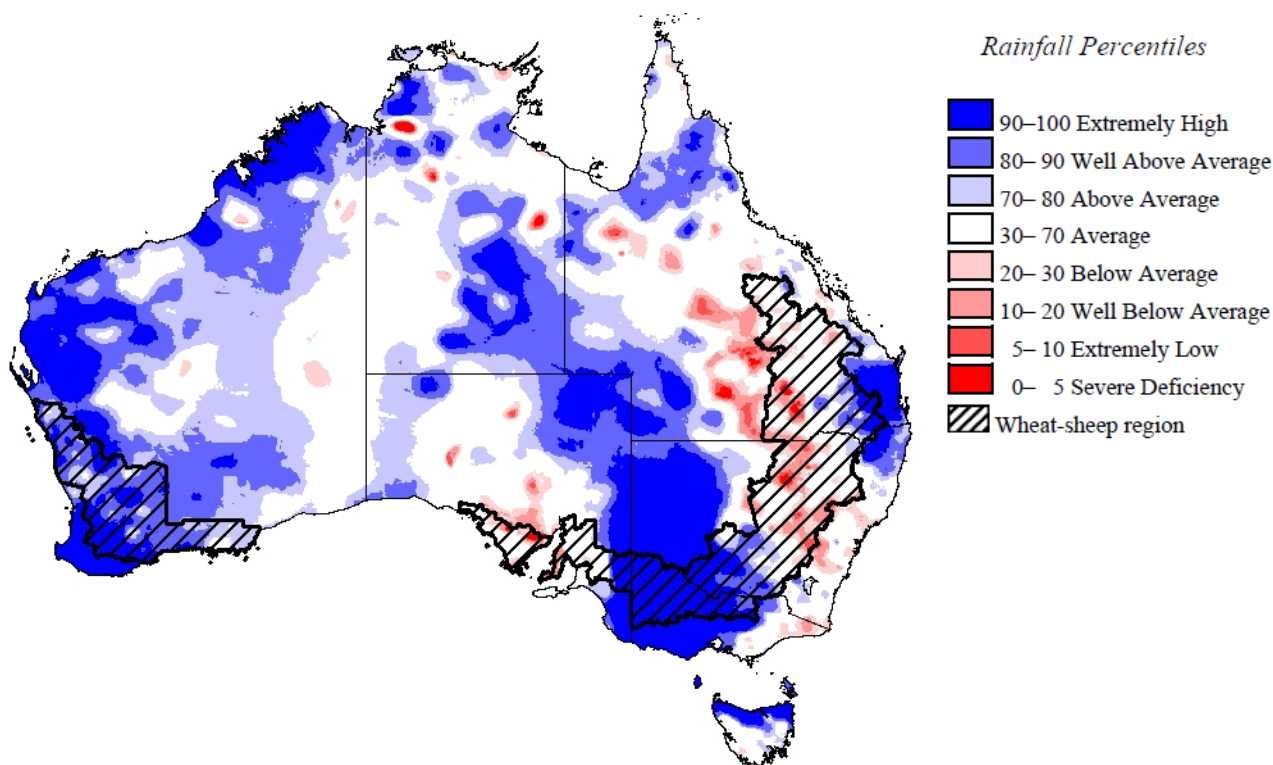 Rainfall Percentiles
90–100 Extremely High
80– 90 Well Above Average
70– 80 Above Average
30– 70 Average
20– 30 Below Average
10– 20 Well Below Average
5– 10 Extremely Low
0– 5 Severe Deficiency
Wheat-sheep region